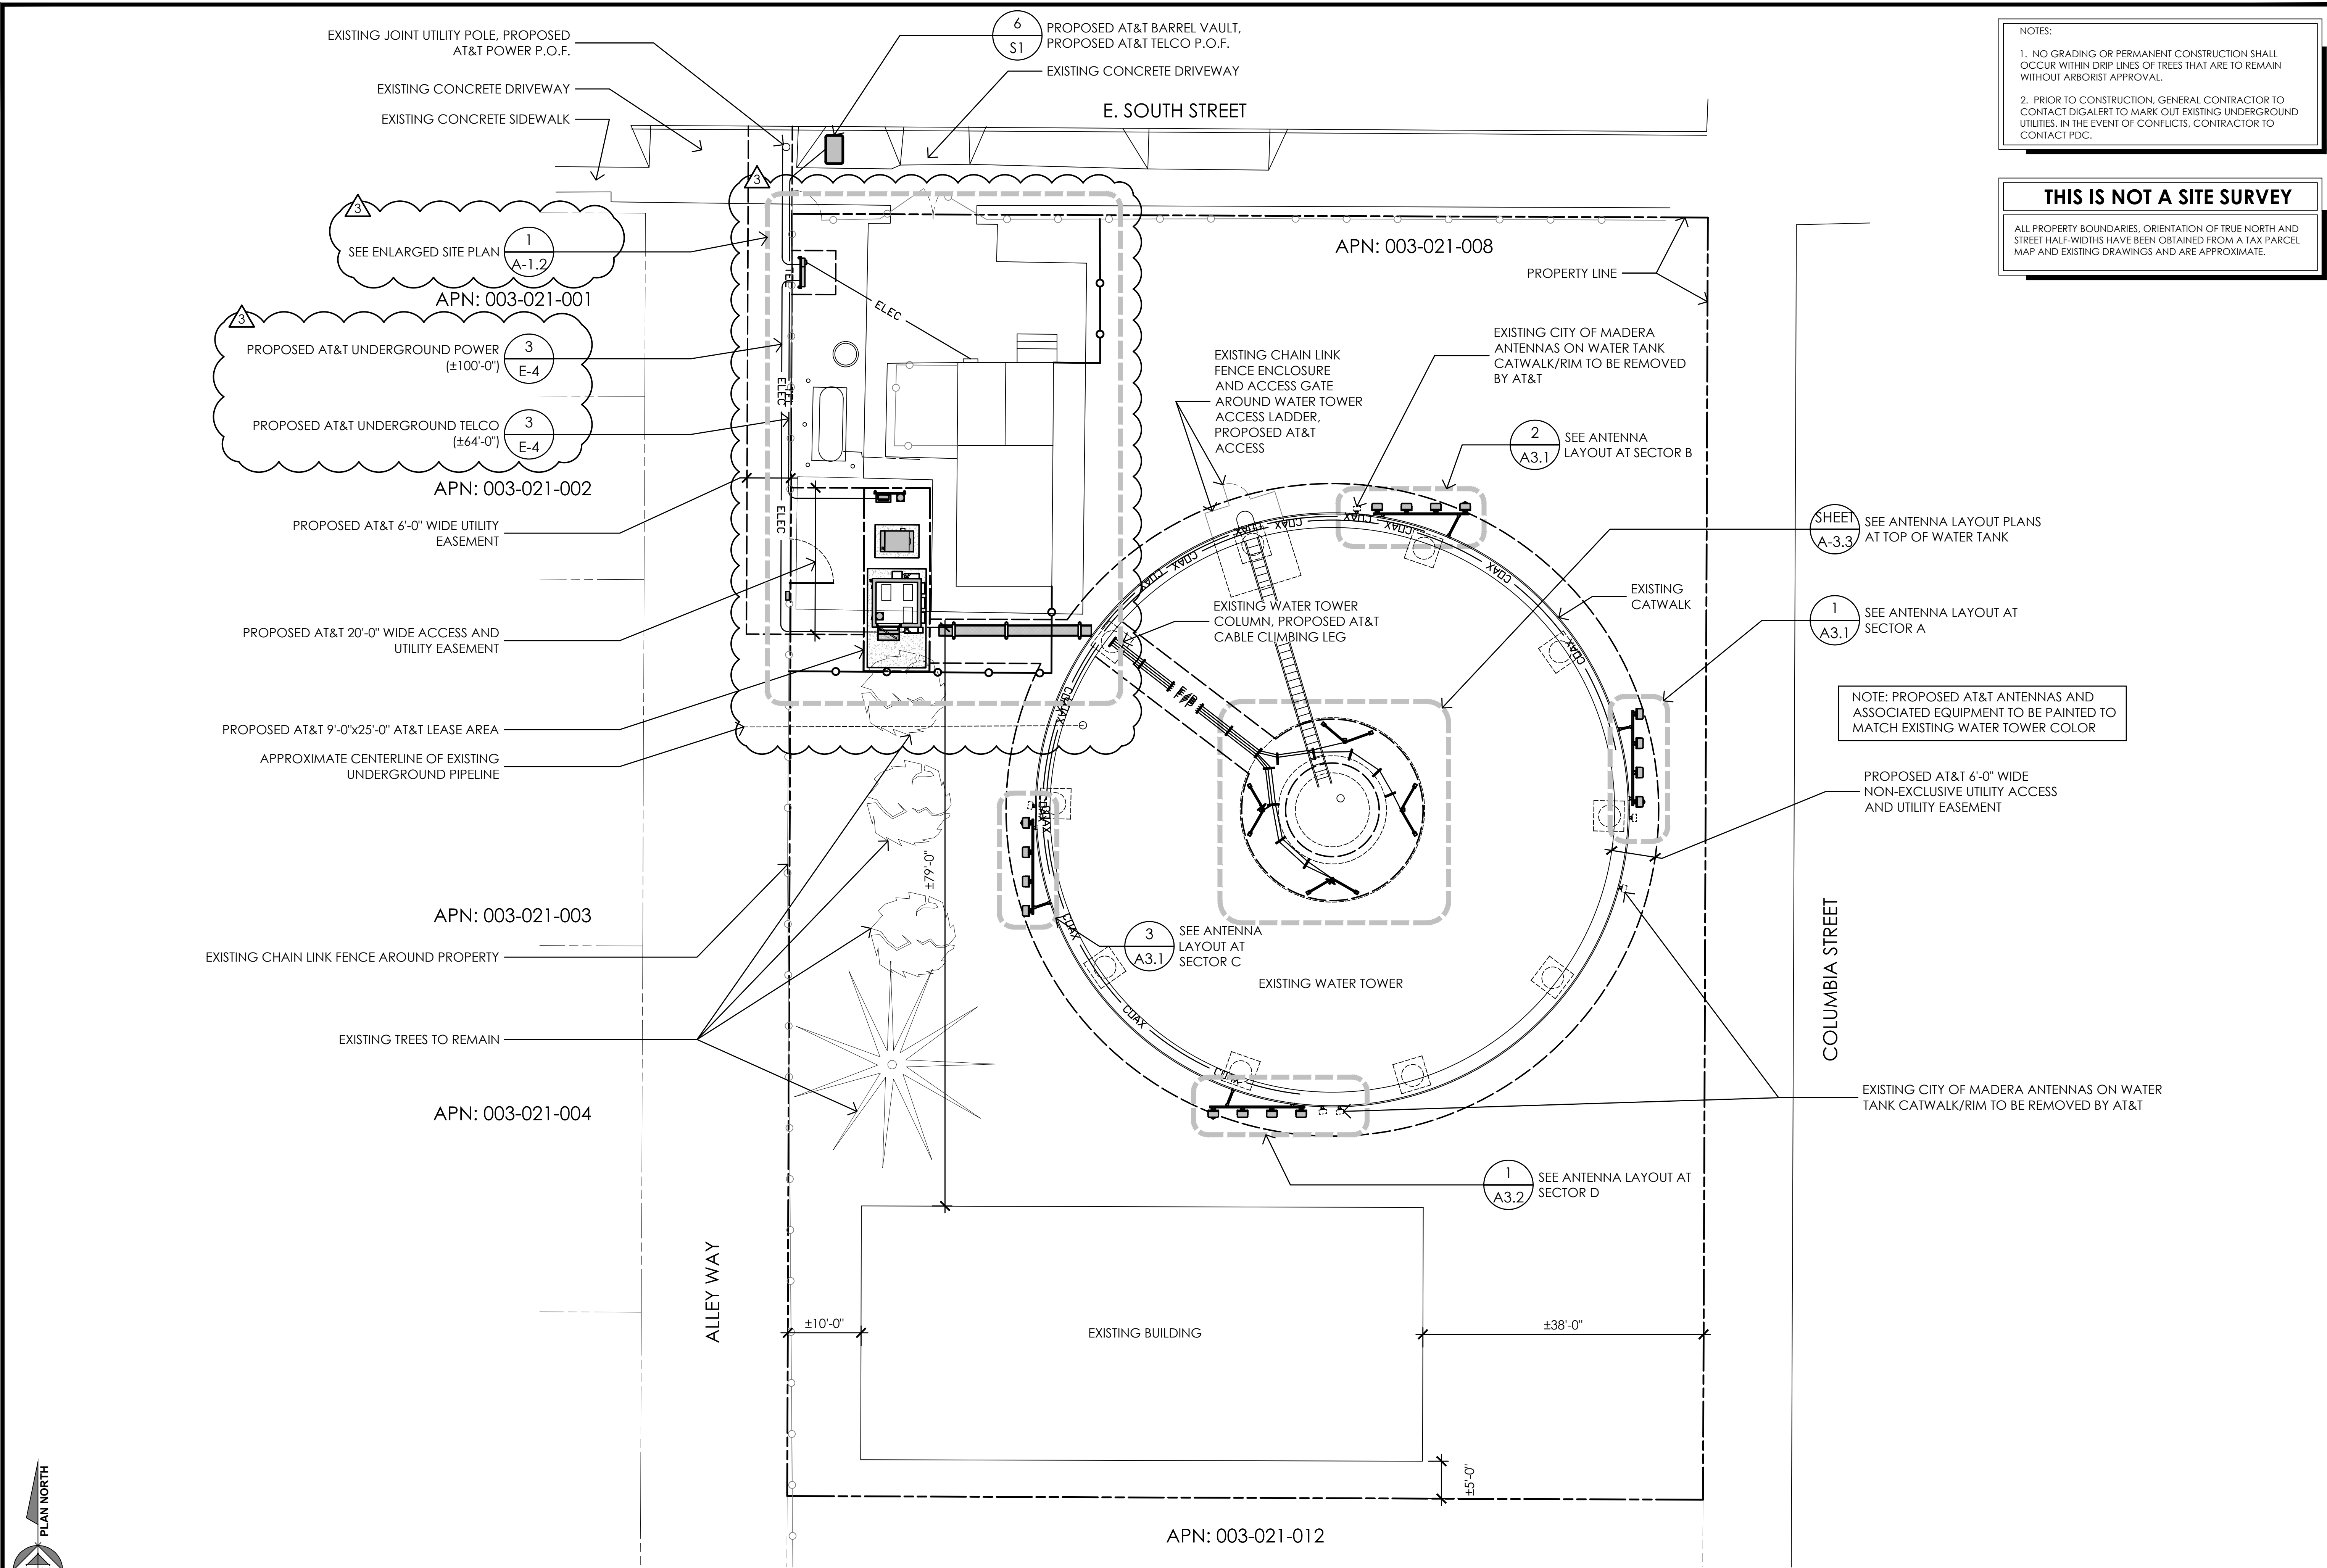 EXISTING JOINT UTILITY POLE, PROPOSED
AT&T POWER P.O.F.
EXISTING CONCRETE DRIVEWAY
EXISTING CONCRETE SIDEWALK
6
S1
PROPOSED AT&T BARREL VAULT,
PROPOSED AT&T TELCO P.O.F.
EXISTING CONCRETE DRIVEWAY
E. SOUTH STREET
NOTES:
1. NO GRADING OR PERMANENT CONSTRUCTION SHALL
OCCUR WITHIN DRIP LINES OF TREES THAT ARE TO REMAIN
WITHOUT ARBORIST APPROVAL.
2. PRIOR TO CONSTRUCTION, GENERAL CONTRACTOR TO
CONTACT DIGALERT TO MARK OUT EXISTING UNDERGROUND
UTILITIES. IN THE EVENT OF CONFLICTS, CONTRACTOR TO
CONTACT PDC.
THIS IS NOT A SITE SURVEY
ALL PROPERTY BOUNDARIES, ORIENTATION OF TRUE NORTH AND
STREET HALF-WIDTHS HAVE BEEN OBTAINED FROM A TAX PARCEL
MAP AND EXISTING DRAWINGS AND ARE APPROXIMATE.
3
3
SEE ENLARGED SITE PLAN
1
A-1.2
APN: 003-021-001
3
PROPOSED AT&T UNDERGROUND POWER
(±100'-0")
3
E-4
PROPOSED AT&T UNDERGROUND TELCO
(±64'-0")
3
E-4
APN: 003-021-002
PROPOSED AT&T 6'-0" WIDE UTILITY
EASEMENT
PROPOSED AT&T 20'-0" WIDE ACCESS AND
UTILITY EASEMENT
PROPOSED AT&T 9'-0"x25'-0" AT&T LEASE AREA
APPROXIMATE CENTERLINE OF EXISTING
UNDERGROUND PIPELINE
APN: 003-021-003
EXISTING CHAIN LINK FENCE AROUND PROPERTY
EXISTING TREES TO REMAIN
APN: 003-021-004
TEL
ELEC
ELEC
TEL
ELEC
APN: 003-021-008
PROPERTY LINE
EXISTING CHAIN LINK
FENCE ENCLOSURE
AND ACCESS GATE
AROUND WATER TOWER
ACCESS LADDER,
PROPOSED AT&T
ACCESS
EXISTING CITY OF MADERA
ANTENNAS ON WATER TANK
CATWALK/RIM TO BE REMOVED
BY AT&T
2
A3.1
SEE ANTENNA
LAYOUT AT SECTOR B
SHEET
A-3.3
SEE ANTENNA LAYOUT PLANS
AT TOP OF WATER TANK
EXISTING
CATWALK
1
A3.1
SEE ANTENNA LAYOUT AT
SECTOR A
NOTE: PROPOSED AT&T ANTENNAS AND
ASSOCIATED EQUIPMENT TO BE PAINTED TO
MATCH EXISTING WATER TOWER COLOR
PROPOSED AT&T 6'-0" WIDE
NON-EXCLUSIVE UTILITY ACCESS
AND UTILITY EASEMENT
EXISTING WATER TOWER
COLUMN, PROPOSED AT&T
CABLE CLIMBING LEG
COAX
COAX
COAX
COAX
COAX
COAX
COAX
COAX
COAX
COAX
COAX
COAX
COAX
±79'-0"
3
A3.1
SEE ANTENNA
LAYOUT AT
SECTOR C
EXISTING WATER TOWER
COLUMBIA STREET
EXISTING CITY OF MADERA ANTENNAS ON WATER
TANK CATWALK/RIM TO BE REMOVED BY AT&T
1
A3.2
SEE ANTENNA LAYOUT AT
SECTOR D
ALLEY WAY
±10'-0"
EXISTING BUILDING
±38'-0"
±5'-0"
PLAN NORTH
APN: 003-021-012